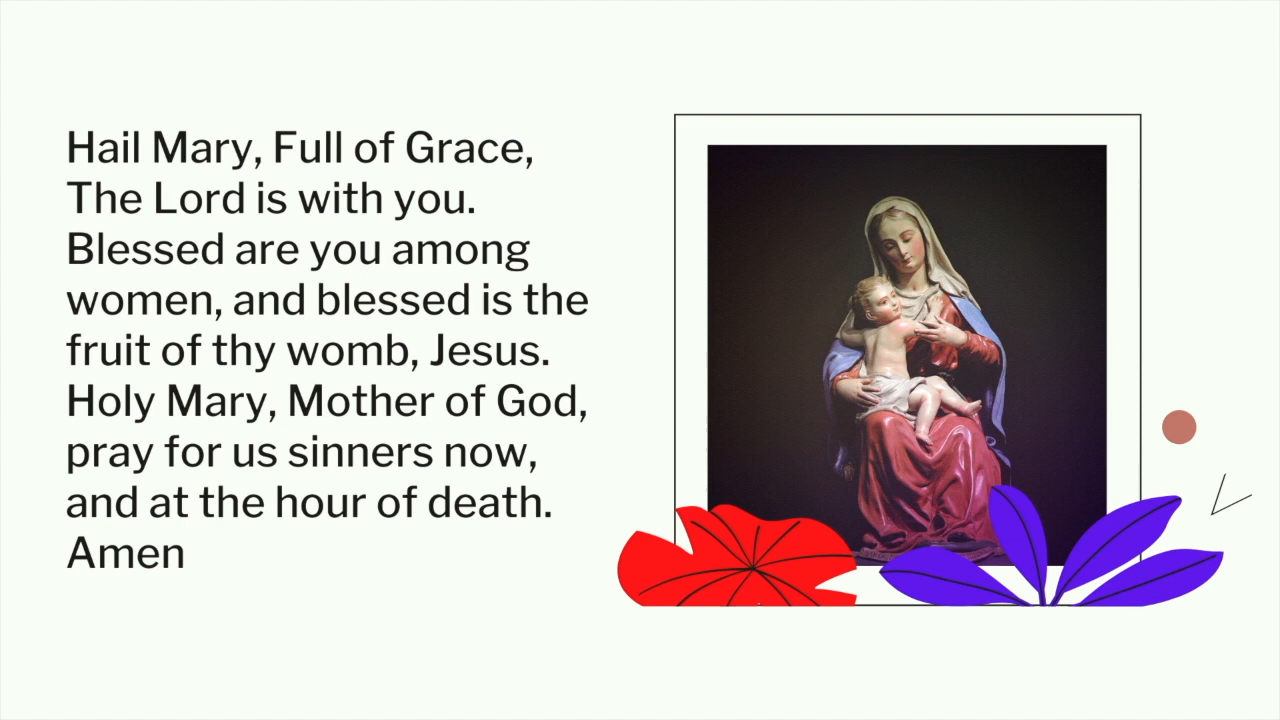 Hail Mary, Full of Grace,
The Lord is with you.
Blessed are you among
women, and blessed is the
fruit of thy womb, Jesus.
Holy Mary, Mother of God,
pray for us sinners now,
and at the hour of death.
Amen